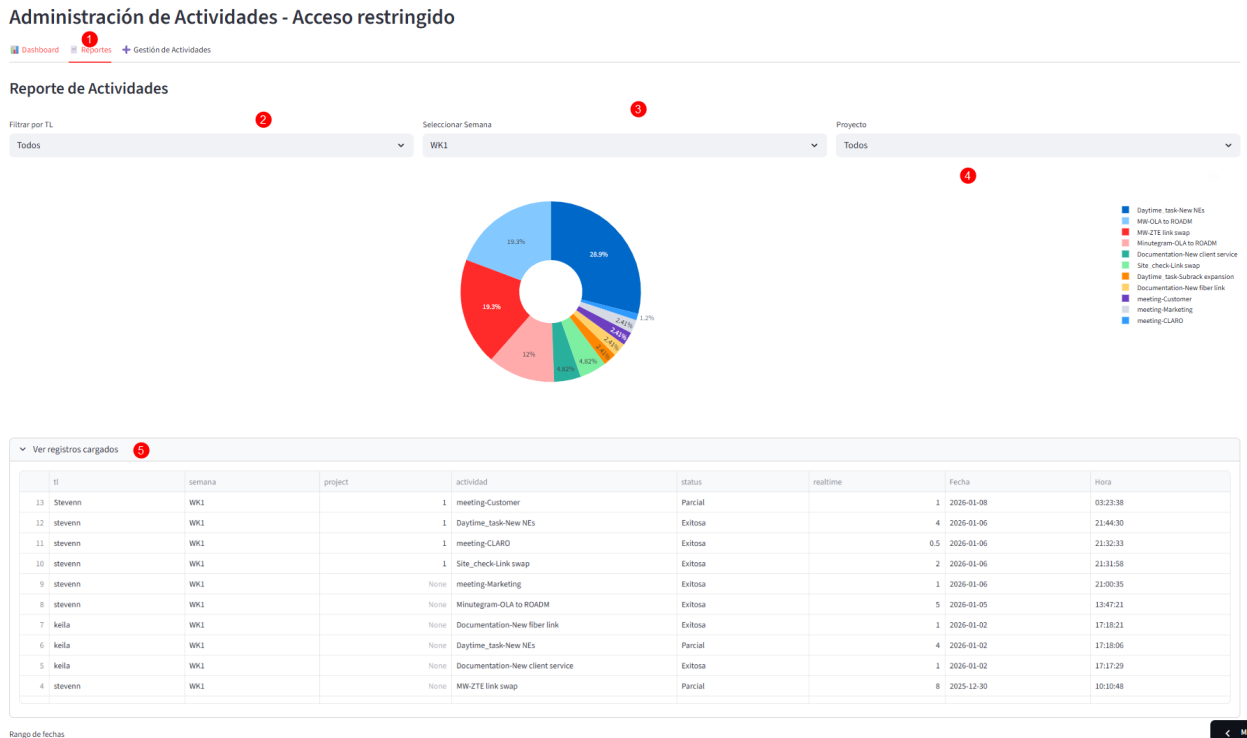 Administración de Actividades - Acceso restringido
1
Dashboard Reportes Gestión de Actividades
Reporte de Actividades
2 3
Filtrar por TL Seleccionar Semana Proyecto
Todos WK1 Todos
4
28.9%
19.3%
19.3%
12%
4.82%
4.82%
2.41%
2.41%
2.41%
2.41%
1.2%
Daytime_task-New NEs
MW-OLA to ROADM
MW-ZTE link swap
Minutegram-OLA to ROADM
Documentation-New client service
Site_check-Link swap
Daytime_task-Subrack expansion
Documentation-New fiber link
meeting-Customer
meeting-Marketing
meeting-CLARO
Ver registros cargados 5
tl semana project actividad status realtime Fecha Hora
13 Stevenn WK1 1 meeting-Customer Parcial 1 2026-01-08 03:23:38
12 stevenn WK1 1 Daytime_task-New NEs Exitosa 4 2026-01-06 21:44:30
11 stevenn WK1 1 meeting-CLARO Exitosa 0.5 2026-01-06 21:32:33
10 stevenn WK1 1 Site_check-Link swap Exitosa 2 2026-01-06 21:31:58
9 stevenn WK1 None meeting-Marketing Exitosa 1 2026-01-06 21:00:35
8 stevenn WK1 None Minutegram-OLA to ROADM Exitosa 5 2026-01-05 13:47:21
7 keila WK1 None Documentation-New fiber link Exitosa 1 2026-01-02 17:18:21
6 keila WK1 None Daytime_task-New NEs Parcial 4 2026-01-02 17:18:06
5 keila WK1 None Documentation-New client service Exitosa 1 2026-01-02 17:17:29
4 stevenn WK1 None MW-ZTE link swap Parcial 8 2025-12-30 10:10:48
Rango de fechas
M